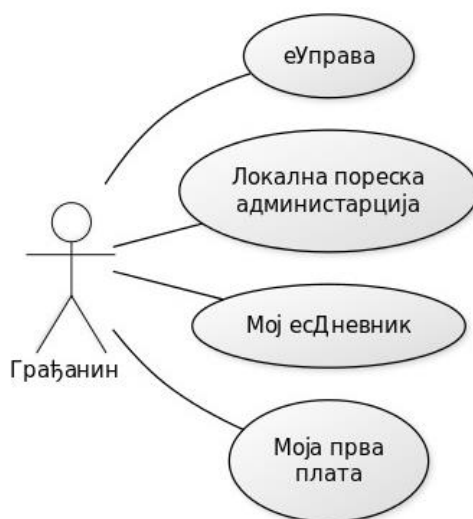 еУправа
Локална пореска
администарција
Мој есДневник
Грађанин
Моја прва
плата